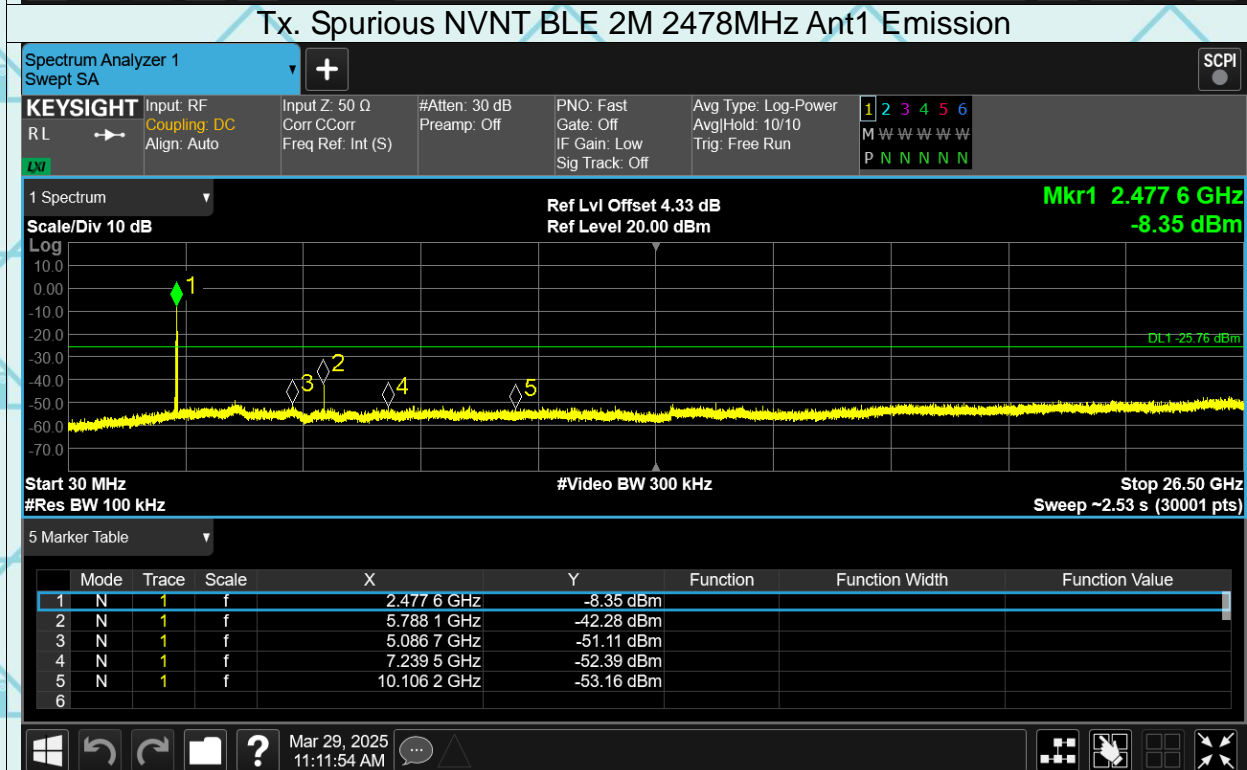 Tx. Spurious NVNT BLE 2M 2478MHz Ant1 Emission
Spectrum Analyzer 1
Swept SA
+
SCPI
KEYSIGHT
R L
LXI
Input: RF
Coupling: DC
Align: Auto
Input Z: 50 Ω
Corr CCorr
Freq Ref: Int (S)
#Atten: 30 dB
Preamp: Off
PNO: Fast
Gate: Off
IF Gain: Low
Sig Track: Off
Avg Type: Log-Power
Avg|Hold: 10/10
Trig: Free Run
1 2 3 4 5 6
M W W W W W
P N N N N N
1 Spectrum
Scale/Div 10 dB
Ref Lvl Offset 4.33 dB
Ref Level 20.00 dBm
Mkr1 2.477 6 GHz
-8.35 dBm
Log
10.0
0.00
-10.0
-20.0
-30.0
-40.0
-50.0
-60.0
-70.0
1
DL1 -25.76 dBm
2
3
4
5
Start 30 MHz
#Res BW 100 kHz
#Video BW 300 kHz
Stop 26.50 GHz
Sweep ~2.53 s (30001 pts)
5 Marker Table
Mode Trace Scale X Y Function Function Width Function Value
1 N 1 f 2.477 6 GHz -8.35 dBm
2 N 1 f 5.788 1 GHz -42.28 dBm
3 N 1 f 5.086 7 GHz -51.11 dBm
4 N 1 f 7.239 5 GHz -52.39 dBm
5 N 1 f 10.106 2 GHz -53.16 dBm
6
?
Mar 29, 2025
11:11:54 AM